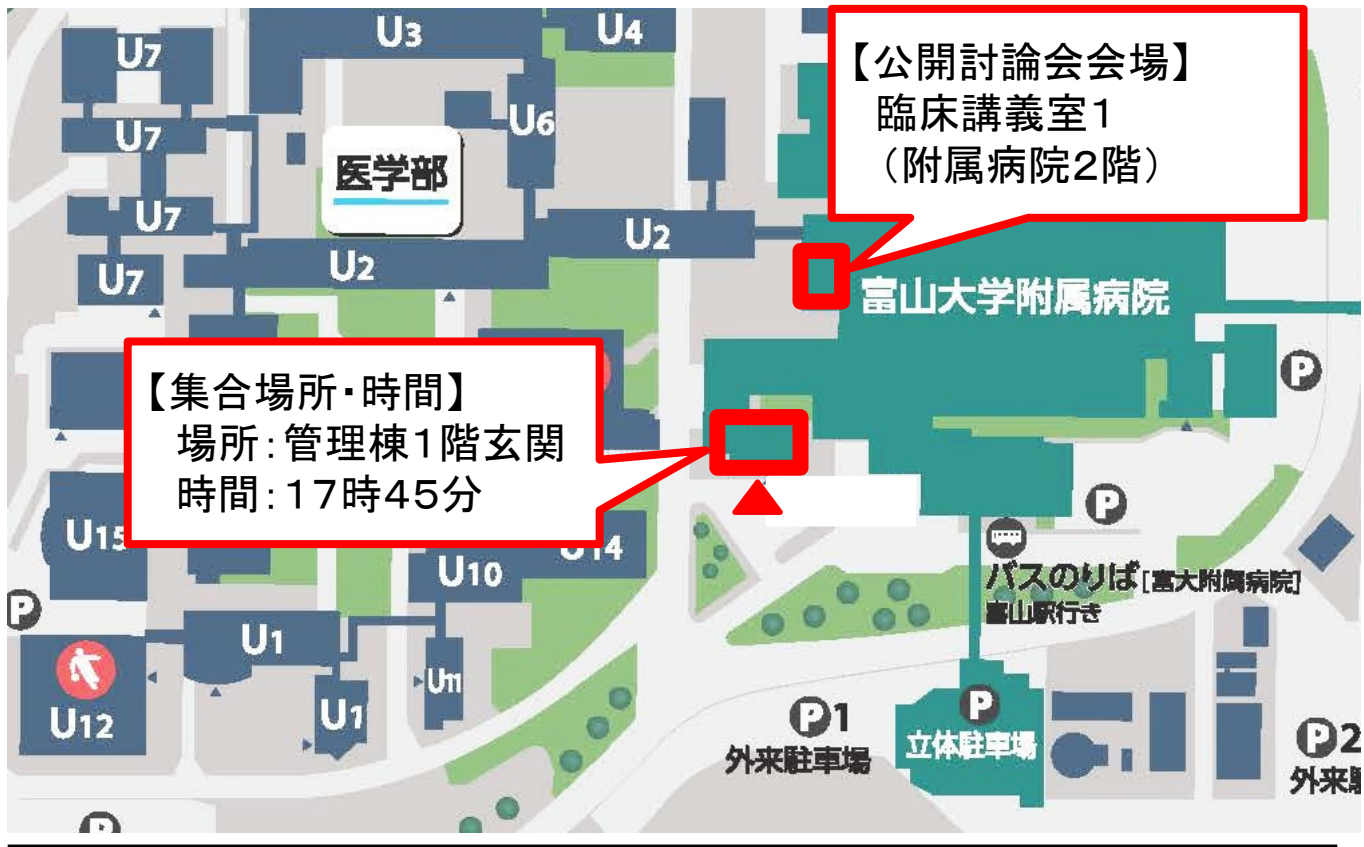 U3
U4
U7
【公開討論会会場】
臨床講義室1
(附属病院2階)
U7
U6
医学部
U7
U2
U2
U7
富山大学附属病院
P
【集合場所・時間】
場所:管理棟1階玄関
時間:17時45分
P
U15
U14
U10
バスのりば[富大附属病院]
富山駅行き
P
U1
U11
U12
U1
P1
外来駐車場
P
立体駐車場
P2
P